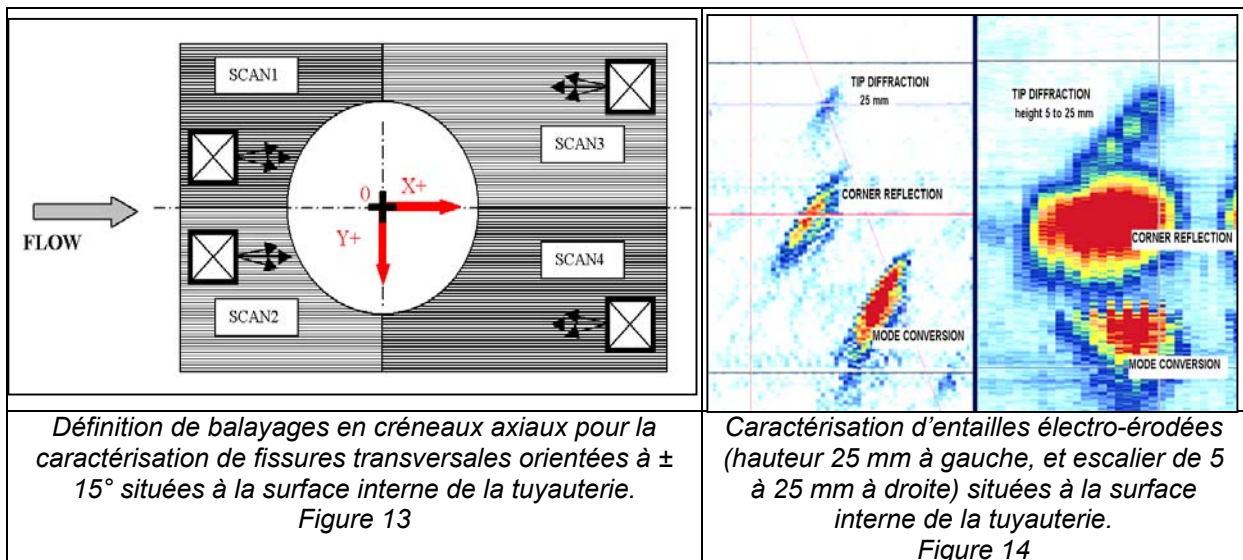 SCAN1
SCAN3
0
X+
Y+
FLOW
SCAN4
SCAN2
TIP DIFFRACTION
25 mm
CORNER REFLECTION
MODE CONVERSION
TIP DIFFRACTION
height 5 to 25 mm
CORNER REFLECTION
MODE CONVERSION
Définition de balayages en créneaux axiaux pour la
caractérisation de fissures transversales orientées à ±
15° situées à la surface interne de la tuyauterie.
Figure 13
Caractérisation d'entailles électro-érodées
(hauteur 25 mm à gauche, et escalier de 5
à 25 mm à droite) situées à la surface
interne de la tuyauterie.
Figure 14